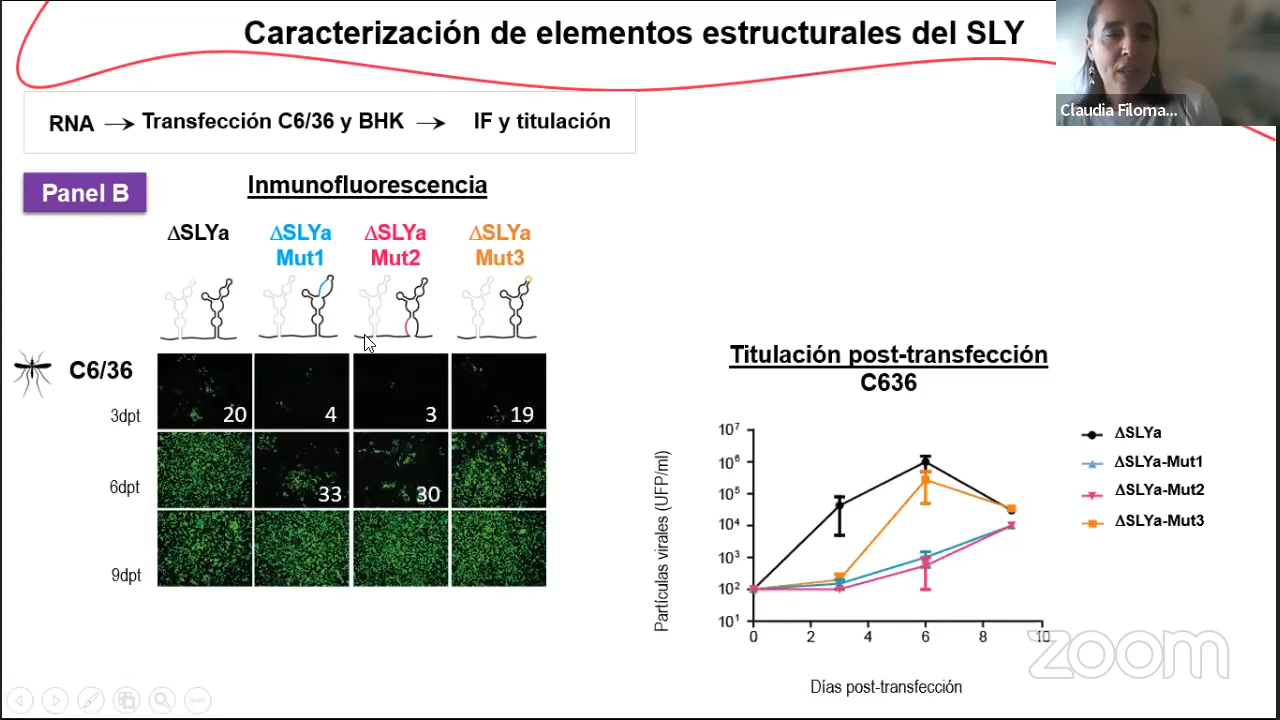 Caracterización de elementos estructurales del SLY
Claudia Filoma...
RNA → Transfección C6/36 y BHK → IF y titulación
Panel B
Inmunofluorescencia
ΔSLYa
ΔSLYa Mut1
ΔSLYa Mut2
ΔSLYa Mut3
C6/36
3dpt
20
4
3
19
6dpt
33
30
9dpt
Titulación post-transfección
C636
Partículas virales (UFP/ml)
10⁷
10⁶
10⁵
10⁴
10³
10²
10¹
0 2 4 6 8 10
Días post-transfección
ΔSLYa
ΔSLYa-Mut1
ΔSLYa-Mut2
ΔSLYa-Mut3
zoom